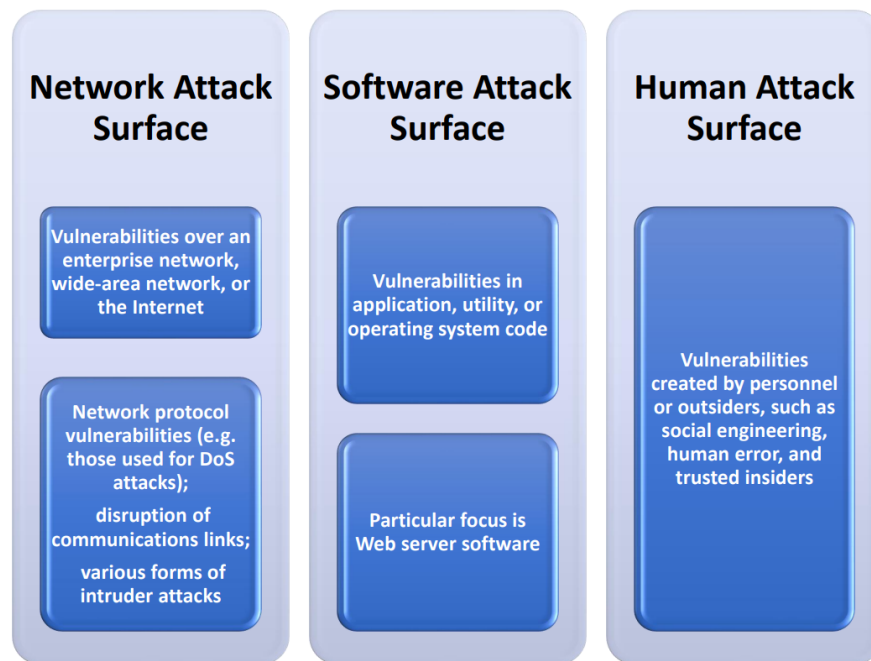 Network Attack
Surface
Vulnerabilities over an
enterprise network,
wide-area network, or
the Internet
Network protocol
vulnerabilities (e.g.
those used for DoS
attacks);
disruption of
communications links;
various forms of
intruder attacks
Software Attack
Surface
Vulnerabilities in
application, utility, or
operating system code
Particular focus is
Web server software
Human Attack
Surface
Vulnerabilities
created by personnel
or outsiders, such as
social engineering,
human error, and
trusted insiders